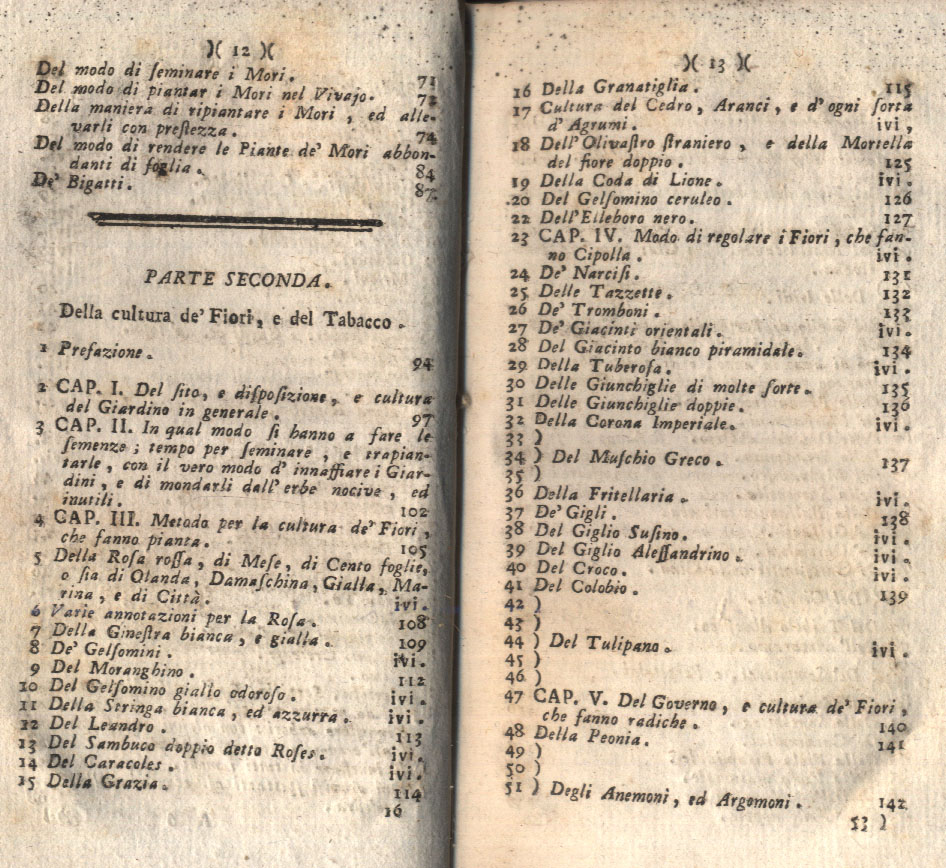 )( 12 )(
Del modo di ſeminare i Mori. 71
Del modo di piantar i Mori nel Vivajo. 72
Della maniera di ripiantare i Mori, ed alle-
varli con preſtezza. 74
Del modo di rendere le Piante de' Mori abbon-
danti di foglia. 84
De' Bigatti. 87
PARTE SECONDA.
Della cultura de' Fiori, e del Tabacco.
1 Prefazione. 94
2 CAP. I. Del ſito, e diſpoſizione, e cultura
del Giardino in generale. 97
3 CAP. II. In qual modo ſi hanno a fare le
ſemenze; tempo per ſeminare, e trapian-
tarle, con il vero modo d' innaffiare i Giar-
dini, e di mondarli dall' erbe nocive, ed
inutili. 102
4 CAP. III. Metodo per la cultura de' Fiori,
che fanno pianta. 105
5 Della Roſa roſſa, di Meſe, di Cento foglie,
o ſia di Olanda, Damaſchina, Gialla, Ma-
rina, e di Città. ivi.
6 Varie annotazioni per la Roſa. 108
7 Della Gineſtra bianca, e gialla. 109
8 De' Gelſomini. ivi.
9 Del Moranghino. 112
10 Del Gelſomino giallo odoroſo. ivi.
11 Della Stringa bianca, ed azzurra. ivi.
12 Del Leandro. 113
13 Del Sambuco doppio detto Roſes. ivi.
14 Del Caracoles. ivi.
15 Della Grazia. 114
16
)( 13 )(
16 Della Granatiglia. 115
17 Cultura del Cedro, Aranci, e d' ogni ſorta
d' Agrumi. ivi,
18 Dell' Olivaſtro ſtraniero, e della Mortella
del fiore doppio. 125
19 Della Coda di Lione. ivi.
20 Del Gelſomino ceruleo. 126
22 Dell' Elleboro nero. 127
23 CAP. IV. Modo di regolare i Fiori, che fan-
no Cipolla. ivi.
24 De' Narciſi. 131
25 Delle Tazzette. 132
26 De' Tromboni. 133
27 De' Giacinti orientali. ivi.
28 Del Giacinto bianco piramidale. 134
29 Della Tuberoſa. ivi.
30 Delle Giunchiglie di molte ſorte. 135
31 Delle Giunchiglie doppie. 136
32 Della Corona Imperiale. ivi.
33 )
34 ) Del Muſchio Greco. 137
35 )
36 Della Fritellaria. ivi.
37 De' Gigli. 138
38 Del Giglio Suſino. ivi.
39 Del Giglio Aleſſandrino. ivi.
40 Del Croco. ivi.
41 Del Colobio. 139
42 )
43 )
44 ) Del Tulipano. ivi.
45 )
46 )
47 CAP. V. Del Governo, e cultura de' Fiori,
che fanno radiche. 140
48 Della Peonia. 141
49 )
50 )
51 ) Degli Anemoni, ed Argomoni. 142
53 )